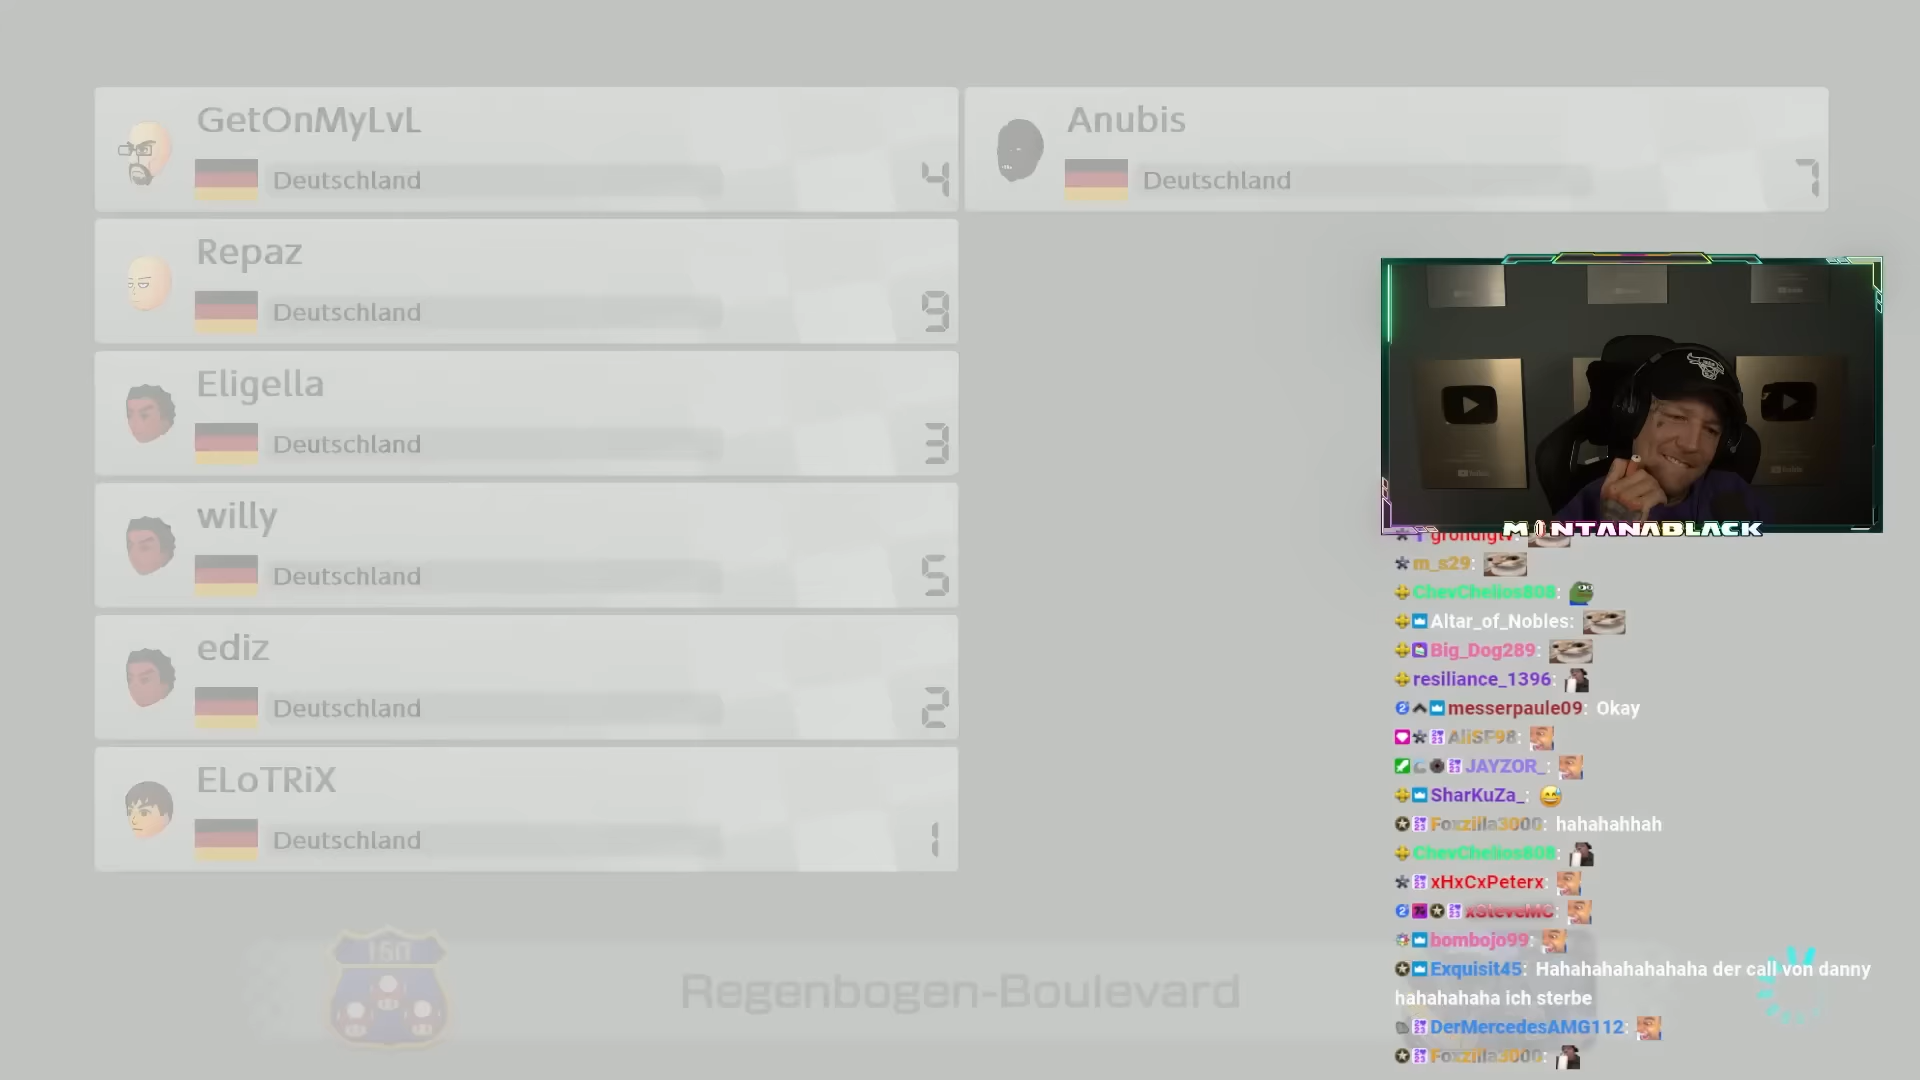 GetOnMyLvL
Deutschland
4
Anubis
Deutschland
7
Repaz
Deutschland
9
Eligella
Deutschland
3
willy
Deutschland
5
ediz
Deutschland
2
ELoTRiX
Deutschland
1
Regenbogen-Boulevard
MONTANABLACK
grondigtv:
m_s29:
ChevChelios808:
Altar_of_Nobles:
Big_Dog289:
resiliance_1396:
messerpaule09: Okay
AliSF98:
JAYZOR_:
SharKuZa_:
Foxzilla3000: hahahahhah
ChevChelios808:
xHxCxPeterx:
xSteveMC:
bombojo99:
Exquisit45: Hahahahahahaha der call von danny
hahahahaha ich sterbe
DerMercedesAMG112:
Foxzilla3000: